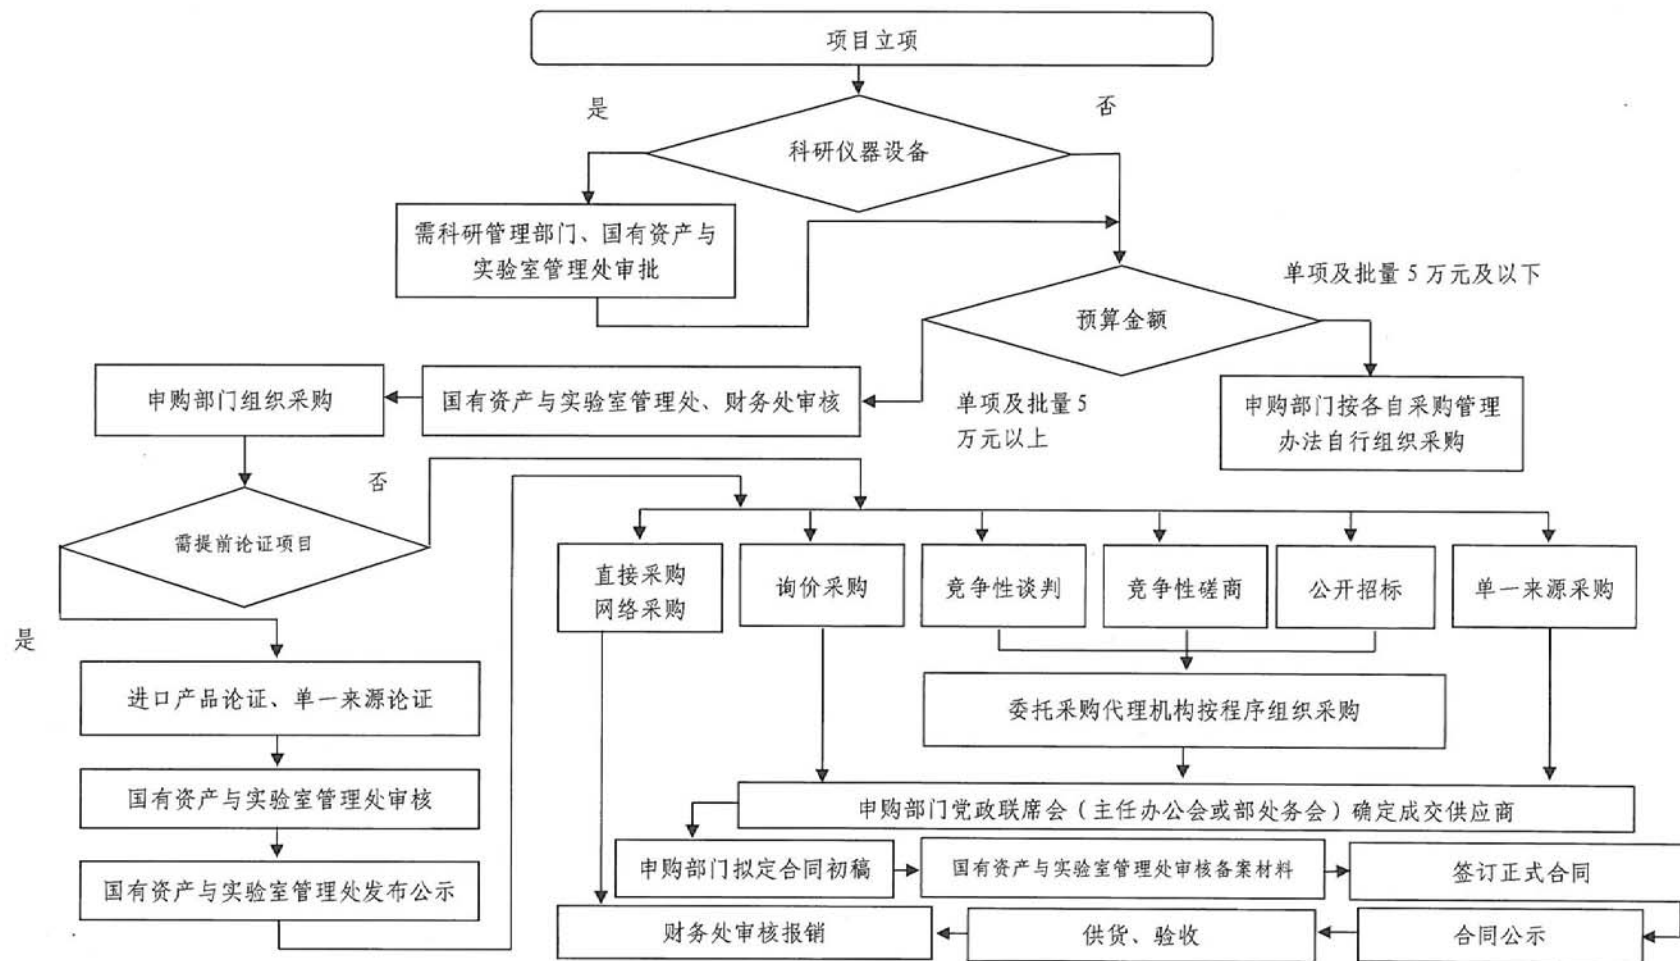 项目立项
是
否
科研仪器设备
需科研管理部门、国有资产与
实验室管理处审批
单项及批量 5 万元及以下
预算金额
申购部门组织采购
国有资产与实验室管理处、财务处审核
单项及批量 5
万元以上
申购部门按各自采购管理
办法自行组织采购
否
需提前论证项目
是
直接采购
网络采购
询价采购
竞争性谈判
竞争性磋商
公开招标
单一来源采购
进口产品论证、单一来源论证
委托采购代理机构按程序组织采购
国有资产与实验室管理处审核
申购部门党政联席会（主任办公会或部处务会）确定成交供应商
国有资产与实验室管理处发布公示
申购部门拟定合同初稿
国有资产与实验室管理处审核备案材料
签订正式合同
财务处审核报销
供货、验收
合同公示